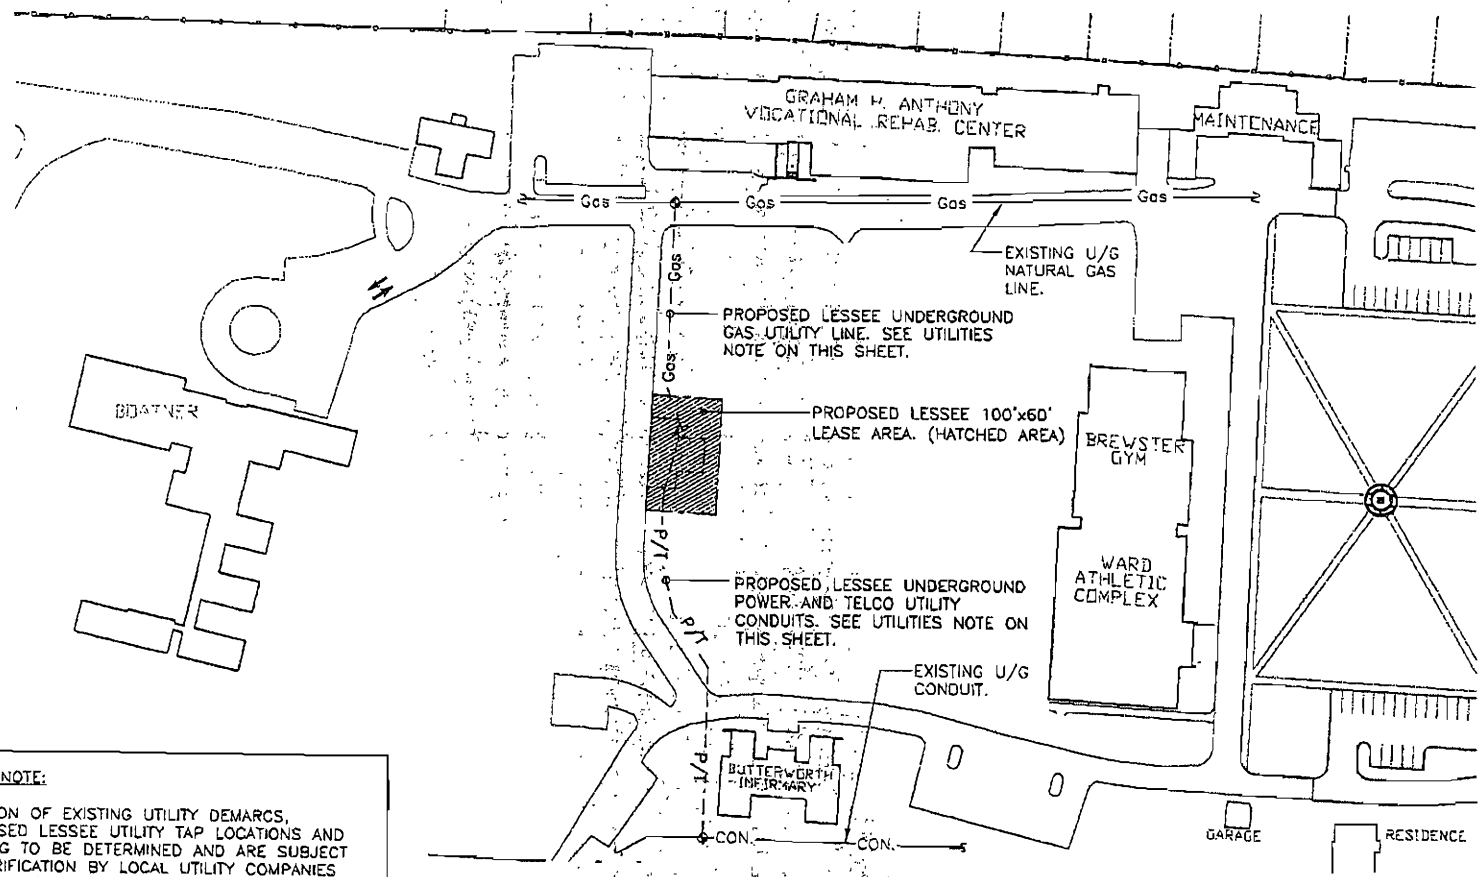 GRAHAM H. ANTHONY
VOCATIONAL REHAB. CENTER
MAINTENANCE
Gas
Gas
Gas
Gas
EXISTING U/G
NATURAL GAS
LINE.
Gas
PROPOSED LESSEE UNDERGROUND
GAS UTILITY LINE. SEE UTILITIES
NOTE ON THIS SHEET.
Gas
BOATNER
PROPOSED LESSEE 100'x60'
LEASE AREA. (HATCHED AREA)
BREWSTER
GYM
P/T
WARD
ATHLETIC
COMPLEX
PROPOSED LESSEE UNDERGROUND
POWER AND TELCO UTILITY
CONDUITS. SEE UTILITIES NOTE ON
THIS SHEET.
P/T
EXISTING U/G
CONDUIT.
P/T
BUTTERWORTH
INFIRMARY
NOTE:
ON OF EXISTING UTILITY DEMARCS,
SED LESSEE UTILITY TAP LOCATIONS AND
G TO BE DETERMINED AND ARE SUBJECT
RIFICATION BY LOCAL UTILITY COMPANIES
CON.
CON.
GARAGE
RESIDENCE